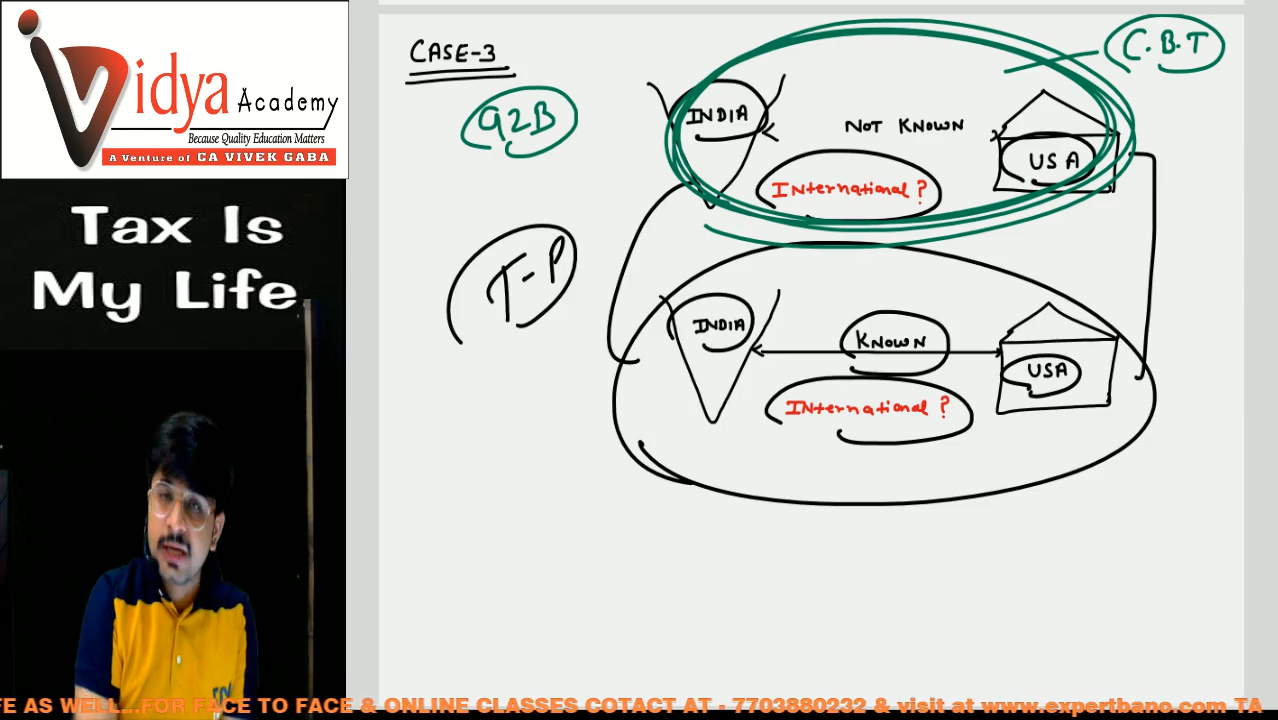 Vidya Academy
Because Quality Education Matters
A Venture of CA VIVEK GABA
Tax Is
My Life
CASE-3
92B
C.B.T
INDIA
NOT KNOWN
USA
INternational?
T-P
INDIA
KNOWN
USA
INternational?
FE AS WELL...FOR FACE TO FACE & ONLINE CLASSES COTACT AT - 7703880232 & visit at www.expertbano.com TA